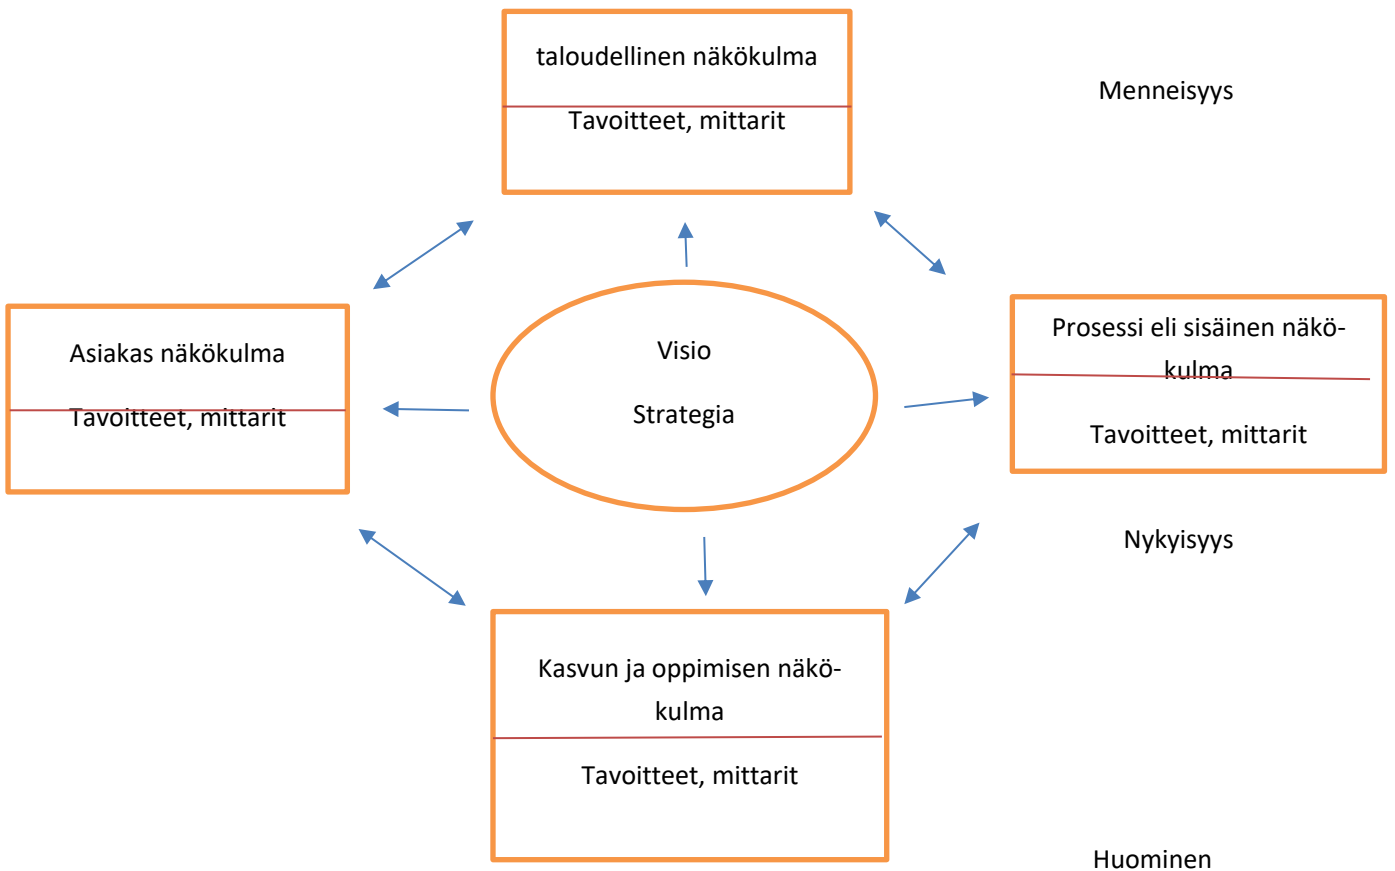 taloudellinen näkökulma
Tavoitteet, mittarit
Menneisyys
Asiakas näkökulma
Tavoitteet, mittarit
Visio
Strategia
Prosessi eli sisäinen näkö-
kulma
Tavoitteet, mittarit
Nykyisyys
Kasvun ja oppimisen näkö-
kulma
Tavoitteet, mittarit
Huominen